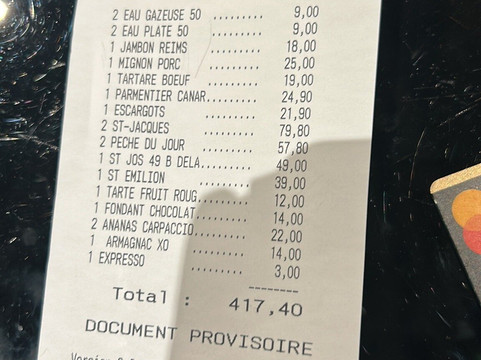 2 EAU GAZEUSE 50 ......... 9,00
2 EAU PLATE 50 ......... 9,00
1 JAMBON REIMS ......... 18,00
1 MIGNON PORC ......... 25,00
1 TARTARE BOEUF ......... 19,00
1 PARMENTIER CANAR......... 24,90
1 ESCARGOTS ......... 21,90
2 ST-JACQUES ......... 79,80
2 PECHE DU JOUR ......... 57,80
1 ST JOS 49 B DELA......... 49,00
1 ST EMILION ......... 39,00
1 TARTE FRUIT ROUG......... 12,00
1 FONDANT CHOCOLAT......... 14,00
2 ANANAS CARPACCIO......... 22,00
1 ARMAGNAC XO ......... 14,00
1 EXPRESSO ......... 3,00
--------
Total : 417,40
DOCUMENT PROVISOIRE